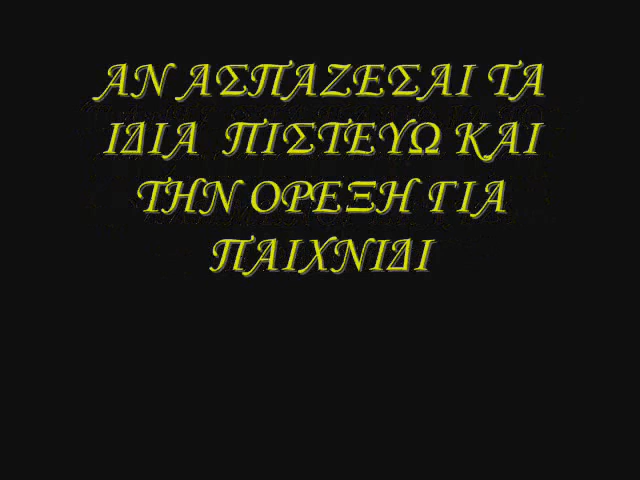 ΑΝ ΑΣΠΑΖΕΣΑΙ ΤΑ
ΙΔΙΑ ΠΙΣΤΕΥΩ ΚΑΙ
ΤΗΝ ΟΡΕΞΗ ΓΙΑ
ΠΑΙΧΝΙΔΙ